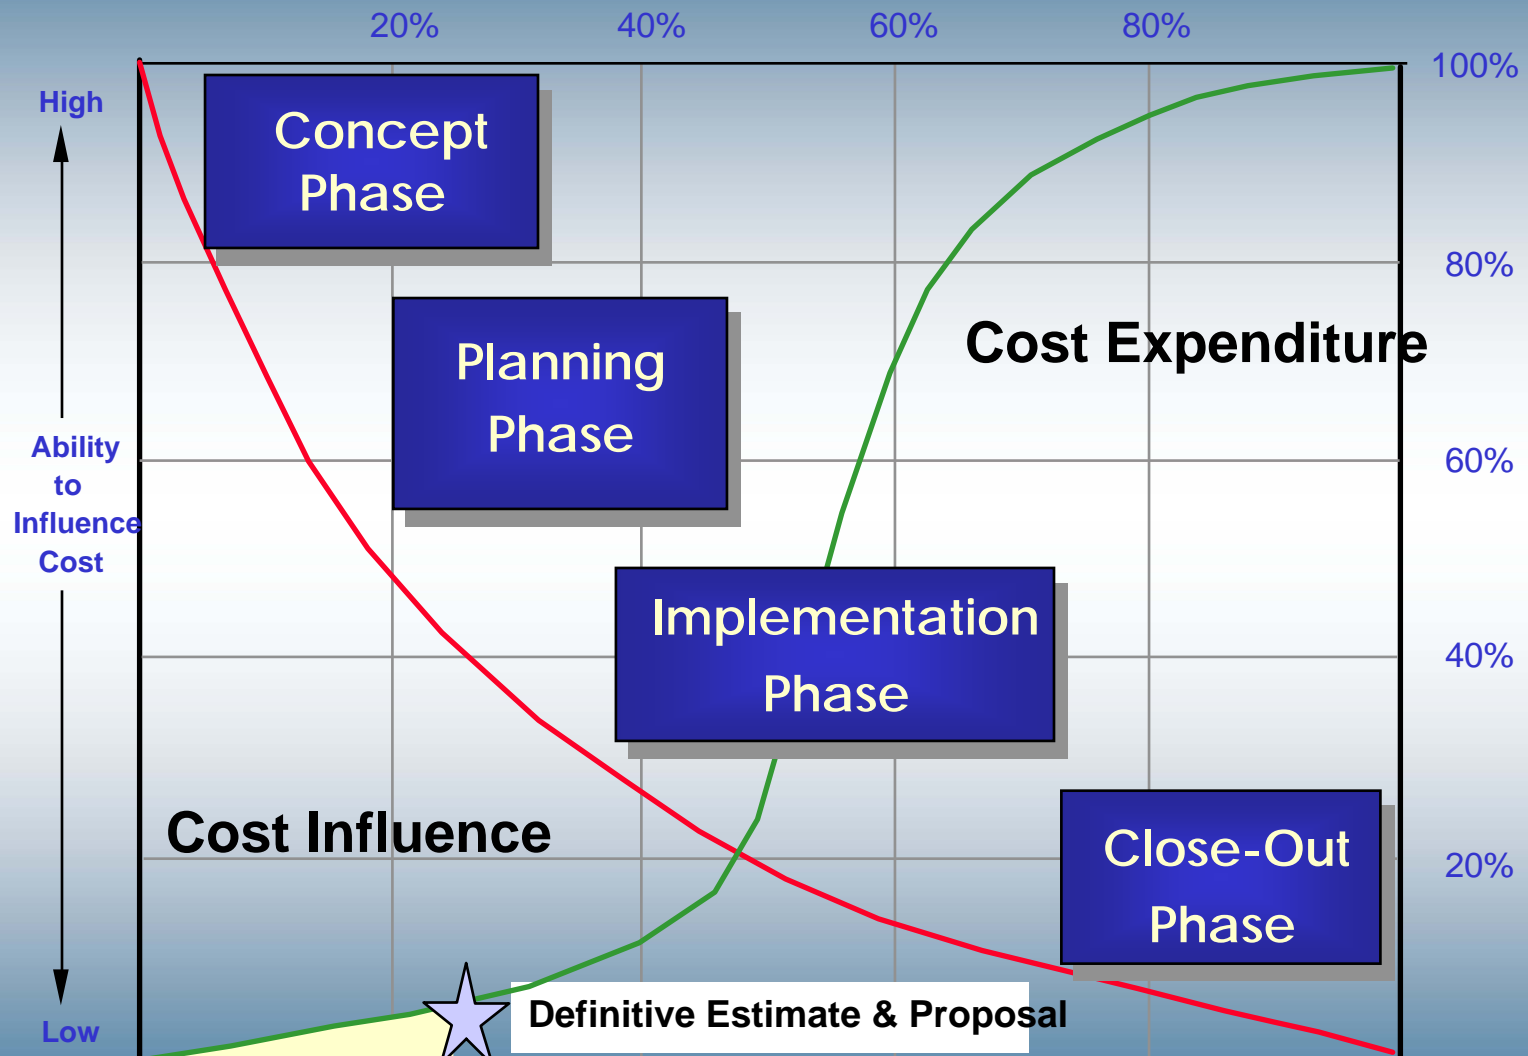 20% 40% 60% 80%
100%
High
Concept
Phase
80%
Planning
Phase
Cost Expenditure
Ability
to
Influence
Cost
60%
Implementation
Phase
40%
Cost Influence
Close-Out
Phase
20%
Definitive Estimate & Proposal
Low